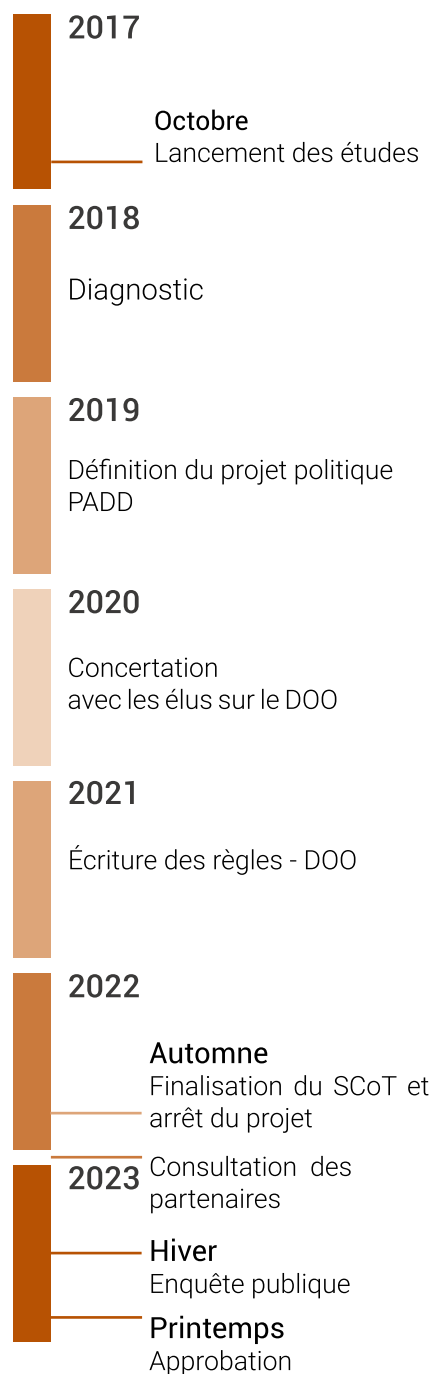 2017
Octobre
Lancement des études
2018
Diagnostic
2019
Définition du projet politique
PADD
2020
Concertation
avec les élus sur le DOO
2021
Écriture des règles - DOO
2022
Automne
Finalisation du SCoT et
arrêt du projet
Consultation des
partenaires
2023
Hiver
Enquête publique
Printemps
Approbation